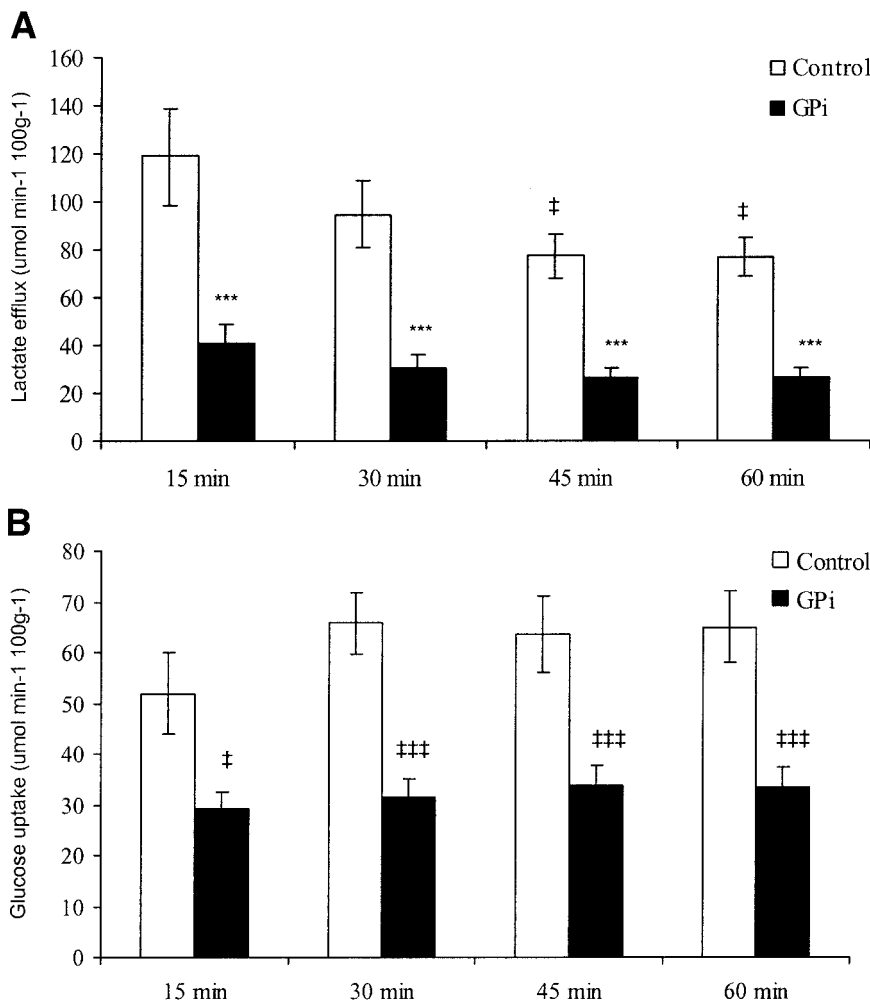 A
160
140
120
100
80
60
40
20
0
Lactate efflux (umol min-1 100g-1)
Control
GPi
‡
‡
***
***
***
***
15 min
30 min
45 min
60 min
B
80
70
60
50
40
30
20
10
0
Glucose uptake (umol min-1 100g-1)
Control
GPi
‡
‡‡‡
‡‡‡
‡‡‡
15 min
30 min
45 min
60 min